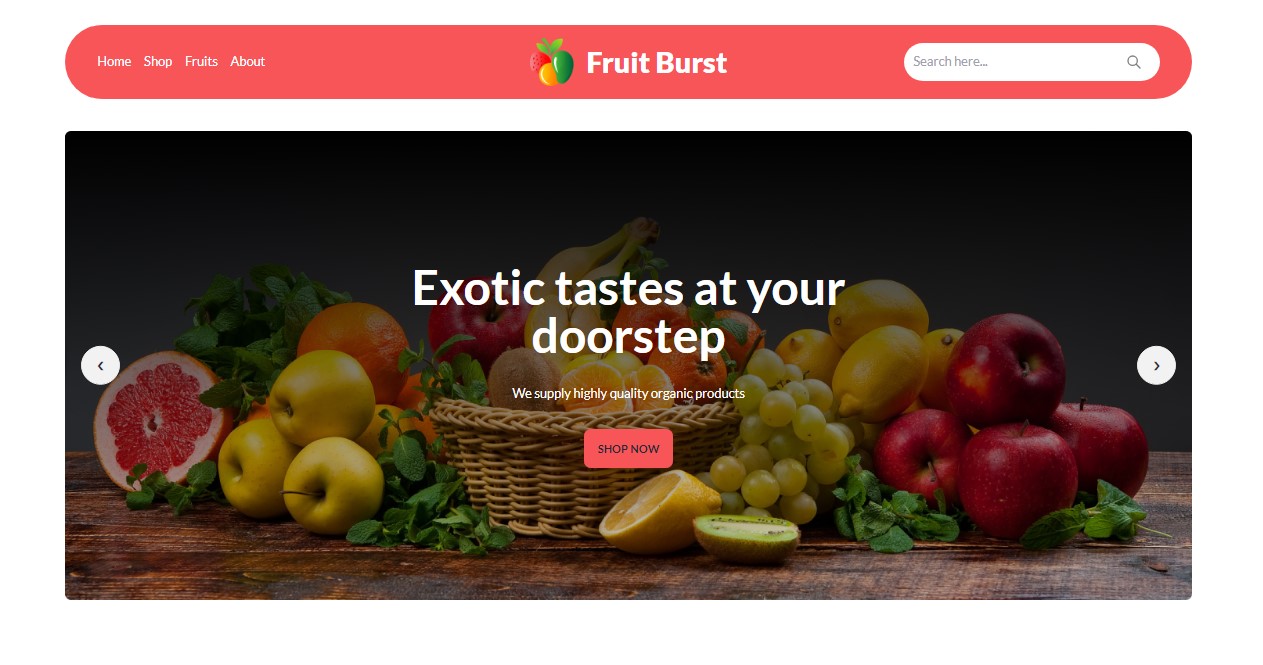 Home Shop Fruits About
Fruit Burst
Search here...
Exotic tastes at your
doorstep
We supply highly quality organic products
SHOP NOW